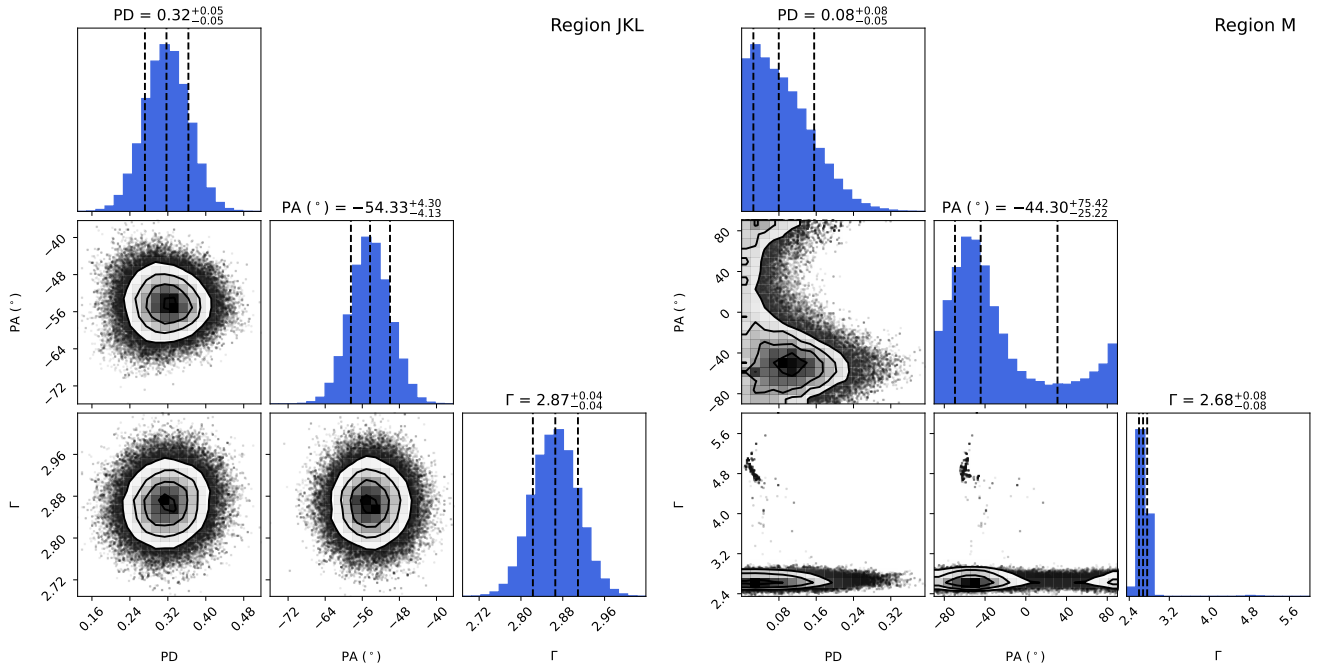 PD = 0.32+0.05−0.05
Region JKL
PA (°) = −54.33+4.30−4.13
−40
−48
−56
−64
−72
PA (°)
Γ = 2.87+0.04−0.04
2.96
2.88
2.80
2.72
Γ
0.16 0.24 0.32 0.40 0.48
−72 −64 −56 −48 −40
2.72 2.80 2.88 2.96
PD PA (°) Γ
PD = 0.08+0.08−0.05
Region M
PA (°) = −44.30+75.42−25.22
80
40
0
−40
−80
PA (°)
Γ = 2.68+0.08−0.08
5.6
4.8
4.0
3.2
2.4
Γ
0.08 0.16 0.24 0.32
−80 −40 0 40 80
2.4 3.2 4.0 4.8 5.6
PD PA (°) Γ